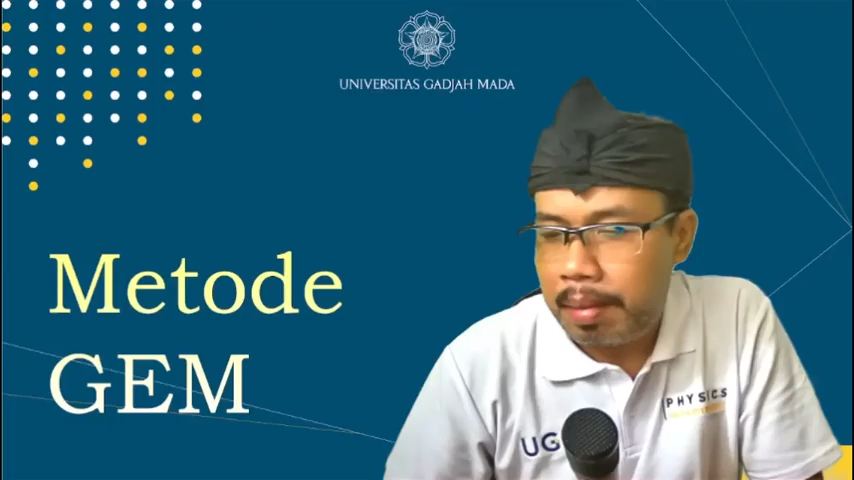 UNIVERSITAS GADJAH MADA
Metode
GEM
PHYSICS
UG